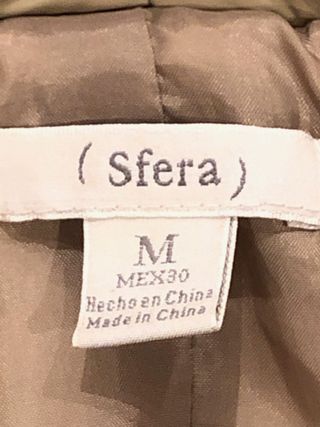 ( Sfera )
M
MEX30
Hecho en China
Made in China